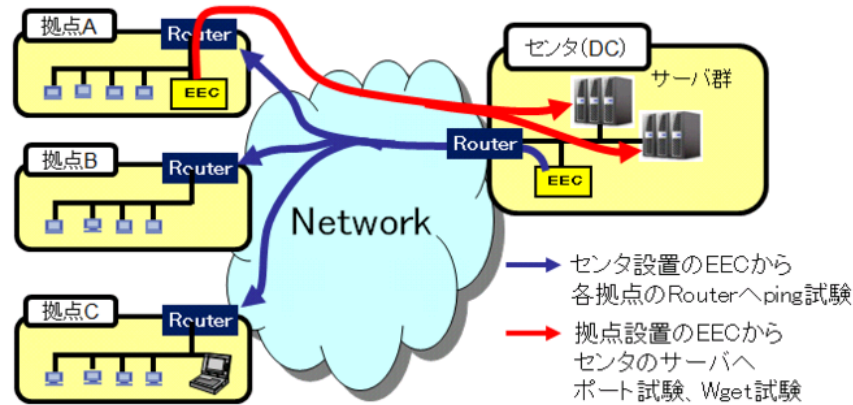 拠点A
Router
EEC
拠点B
Router
拠点C
Router
Network
センタ(DC)
サーバ群
Router
EEC
センタ設置のEECから
各拠点のRouterへping試験
拠点設置のEECから
センタのサーバへ
ポート試験、Wget試験